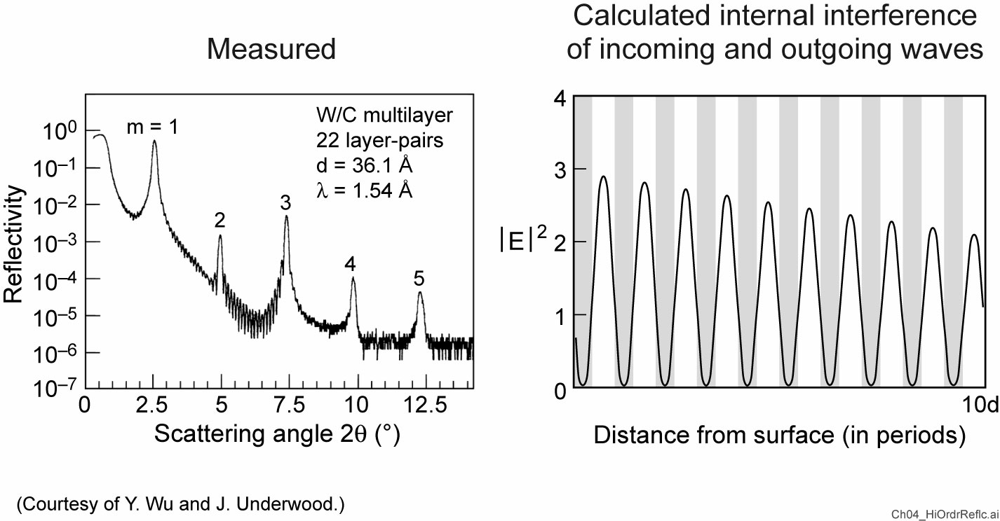 Measured
Calculated internal interference
of incoming and outgoing waves
W/C multilayer
22 layer-pairs
d = 36.1 Å
λ = 1.54 Å
m = 1
2
3
4
5
10⁰
10⁻¹
10⁻²
10⁻³
10⁻⁴
10⁻⁵
10⁻⁶
10⁻⁷
Reflectivity
0 2.5 5 7.5 10 12.5
Scattering angle 2θ (°)
4
3
2
1
0
|E|²
10d
Distance from surface (in periods)
(Courtesy of Y. Wu and J. Underwood.)
Ch04_HiOrdrReflc.ai